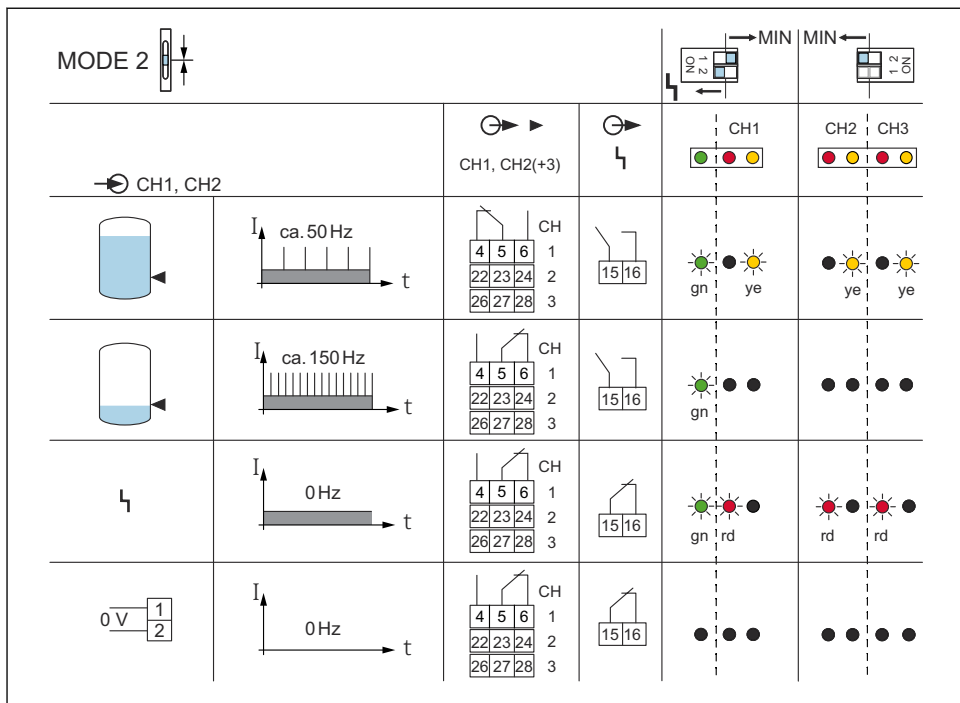 MODE 2
MIN
MIN
ON
1 2
1 2
ON
CH1, CH2
CH1, CH2(+3)
CH1
CH2
CH3
I
ca. 50 Hz
t
CH
4 5 6 1
22 23 24 2
26 27 28 3
15 16
gn
ye
ye
ye
I
ca. 150 Hz
t
CH
4 5 6 1
22 23 24 2
26 27 28 3
15 16
gn
I
0 Hz
t
CH
4 5 6 1
22 23 24 2
26 27 28 3
15 16
gn
rd
rd
rd
0 V
1
2
I
0 Hz
t
CH
4 5 6 1
22 23 24 2
26 27 28 3
15 16